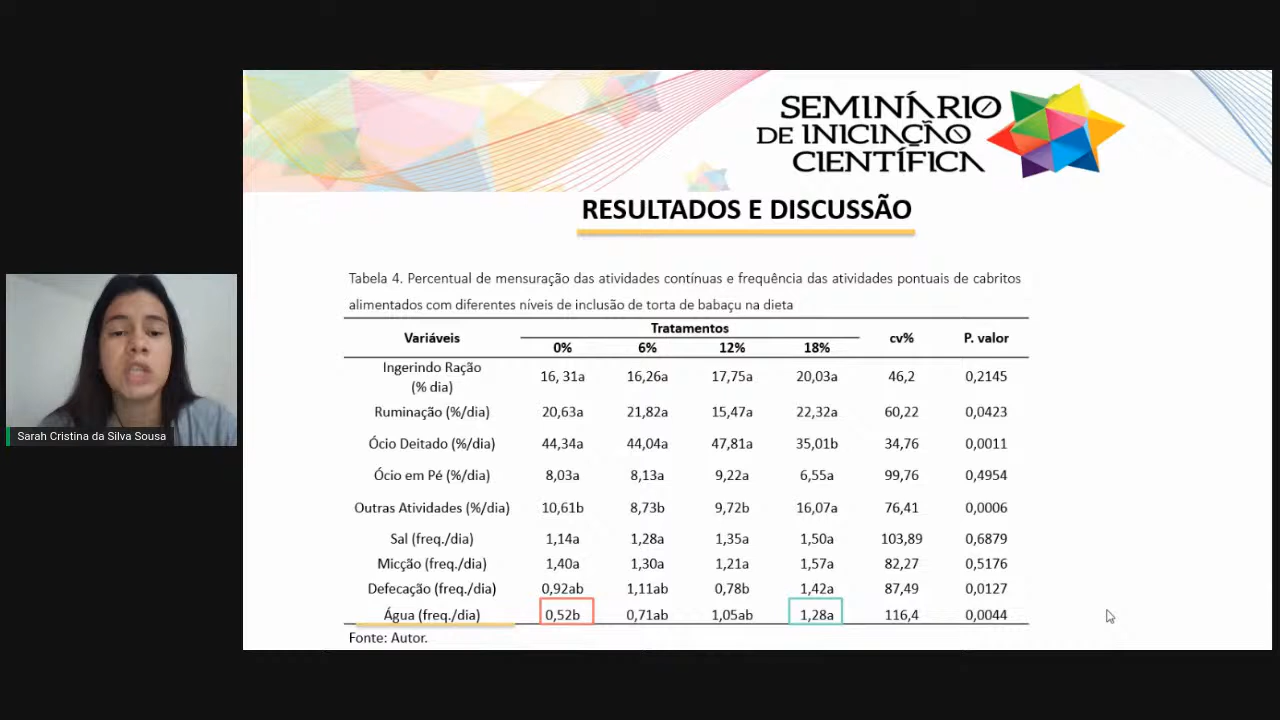 SEMINÁRIO
DE INICIAÇÃO
CIENTÍFICA
RESULTADOS E DISCUSSÃO
Tabela 4. Percentual de mensuração das atividades contínuas e frequência das atividades pontuais de cabritos
alimentados com diferentes níveis de inclusão de torta de babaçu na dieta
Variáveis Tratamentos cv% P. valor
0% 6% 12% 18%
Ingerindo Ração
(% dia) 16, 31a 16,26a 17,75a 20,03a 46,2 0,2145
Ruminação (%/dia) 20,63a 21,82a 15,47a 22,32a 60,22 0,0423
Ócio Deitado (%/dia) 44,34a 44,04a 47,81a 35,01b 34,76 0,0011
Ócio em Pé (%/dia) 8,03a 8,13a 9,22a 6,55a 99,76 0,4954
Outras Atividades (%/dia) 10,61b 8,73b 9,72b 16,07a 76,41 0,0006
Sal (freq./dia) 1,14a 1,28a 1,35a 1,50a 103,89 0,6879
Micção (freq./dia) 1,40a 1,30a 1,21a 1,57a 82,27 0,5176
Defecação (freq./dia) 0,92ab 1,11ab 0,78b 1,42a 87,49 0,0127
Água (freq./dia) 0,52b 0,71ab 1,05ab 1,28a 116,4 0,0044
Fonte: Autor.
Sarah Cristina da Silva Sousa